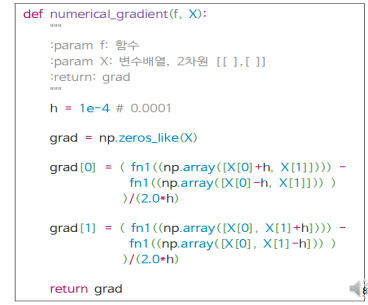 def numerical_gradient(f, X):
"""
:param f: 함수
:param X: 변수배열, 2차원 [[ ],[ ]]
:return: grad
"""
h = 1e-4 # 0.0001
grad = np.zeros_like(X)
grad[0] = ( fn1((np.array([X[0]+h, X[1]]))) -
fn1((np.array([X[0]-h, X[1]])) )
)/(2.0*h)
grad[1] = ( fn1((np.array([X[0], X[1]+h]))) -
fn1((np.array([X[0], X[1]-h])) )
)/(2.0*h)
return grad